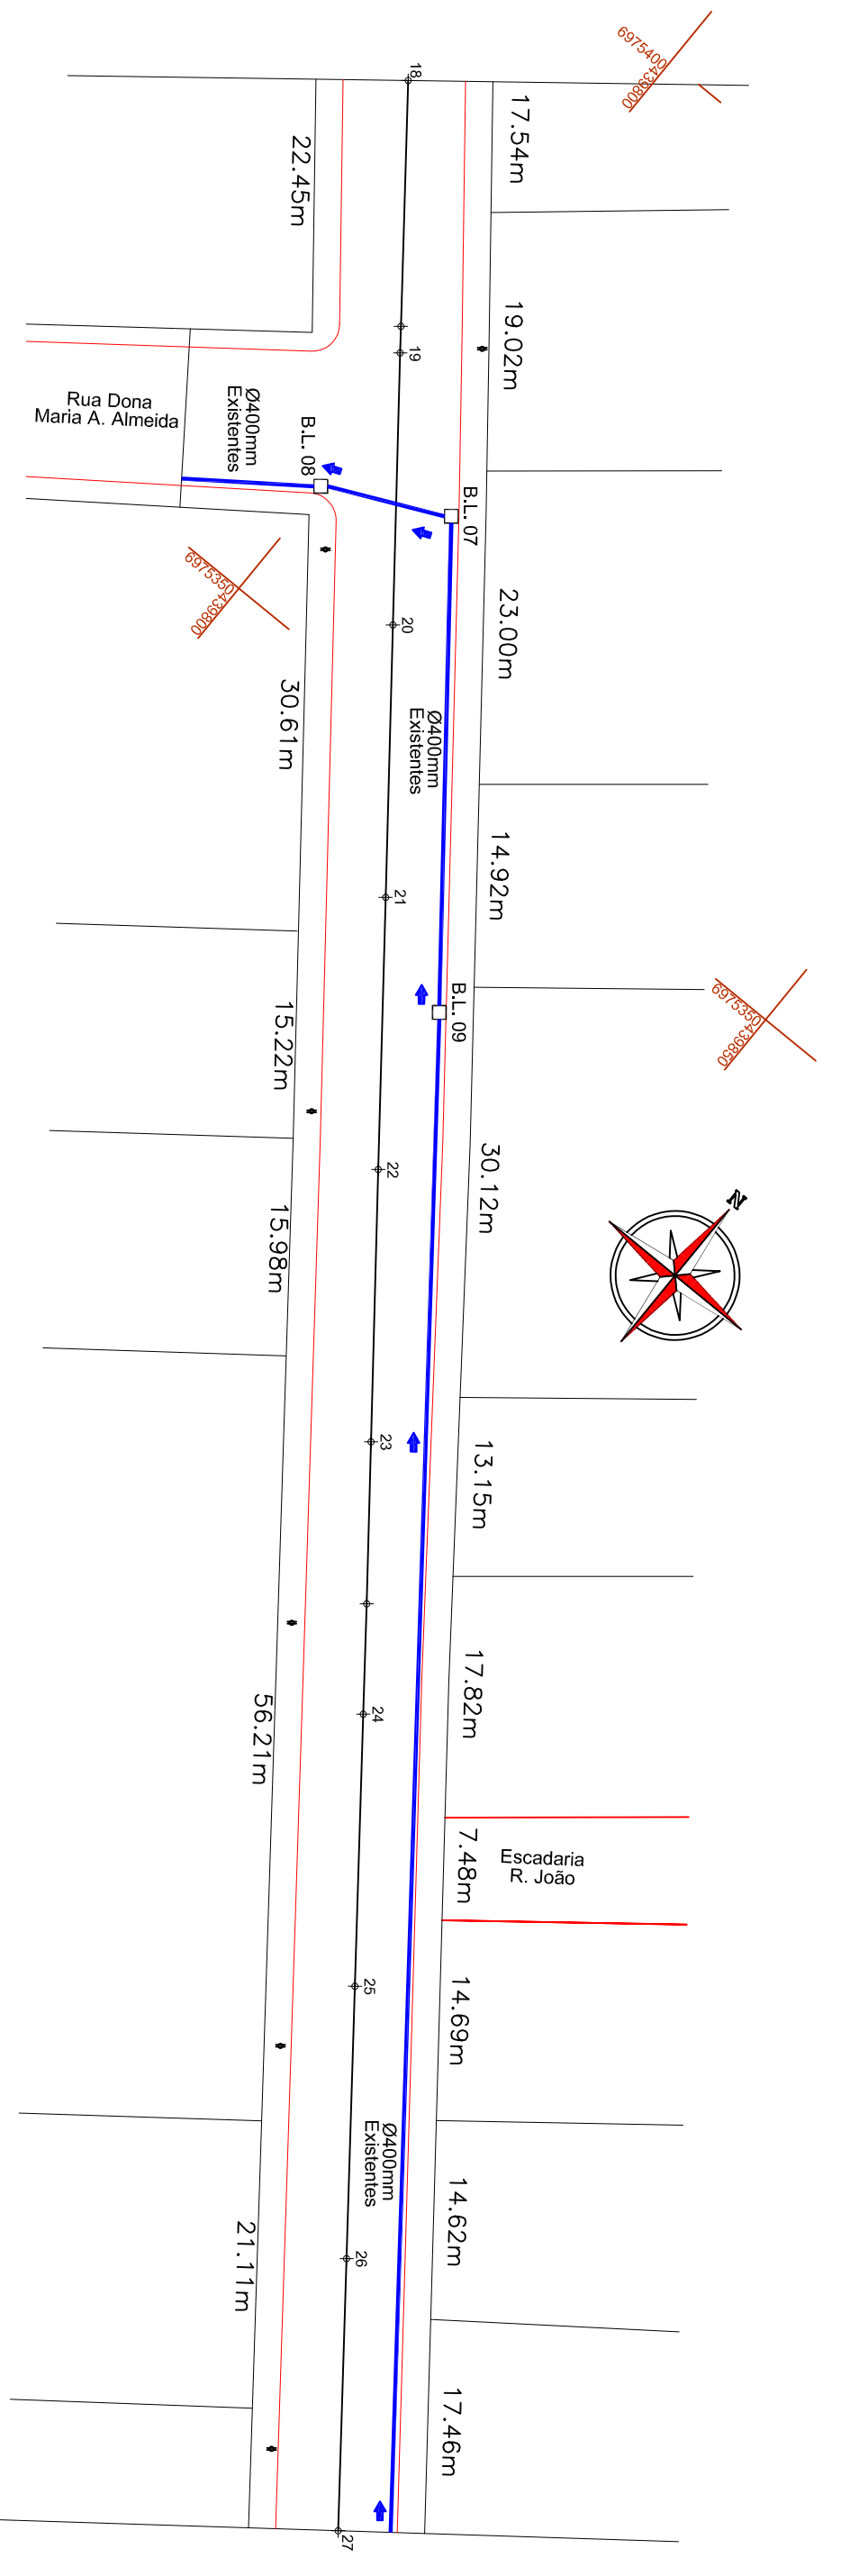 18
6975400
439800
17.54m
22.45m
19.02m
19
Rua Dona
Maria A. Almeida
Ø400mm
Existentes
B.L. 08
B.L. 07
6975350
439800
20
23.00m
30.61m
Ø400mm
Existentes
14.92m
21
B.L. 09
6975350
439850
15.22m
22
30.12m
N
15.98m
23
13.15m
17.82m
24
56.21m
7.48m
Escadaria
R. João
25
14.69m
Ø400mm
Existentes
14.62m
26
21.11m
17.46m
27